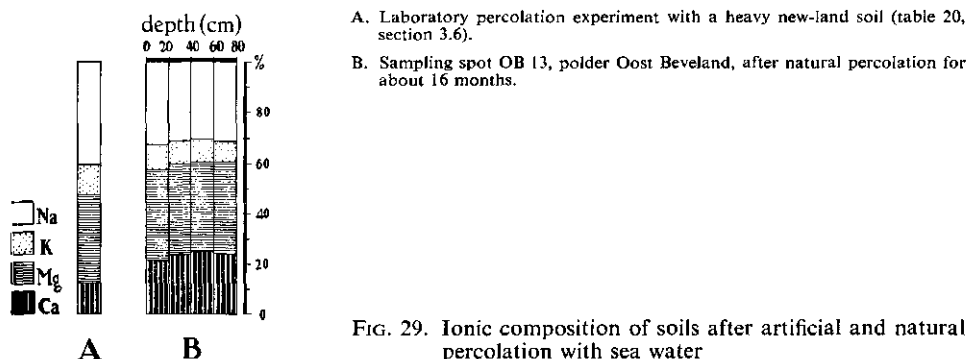 depth (cm)
0 20 40 60 80
%
80
60
40
20
0
Na
K
Mg
Ca
A
B
A. Laboratory percolation experiment with a heavy new-land soil (table 20,
section 3.6).
B. Sampling spot OB 13, polder Oost Beveland, after natural percolation for
about 16 months.
FIG. 29. Ionic composition of soils after artificial and natural
percolation with sea water